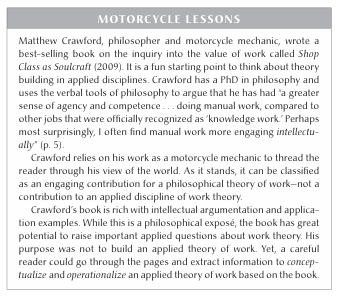 MOTORCYCLE LESSONS
Matthew Crawford, philosopher and motorcycle mechanic, wrote a
best-selling book on the inquiry into the value of work called Shop
Class as Soulcraft (2009). It is a fun starting point to think about theory
building in applied disciplines. Crawford has a PhD in philosophy and
uses the verbal tools of philosophy to argue that he has had "a greater
sense of agency and competence . . . doing manual work, compared to
other jobs that were officially recognized as 'knowledge work.' Perhaps
most surprisingly, I often find manual work more engaging intellectu-
ally" (p. 5).
Crawford relies on his work as a motorcycle mechanic to thread the
reader through his view of the world. As it stands, it can be classified
as an engaging contribution for a philosophical theory of work—not a
contribution to an applied discipline of work theory.
Crawford's book is rich with intellectual argumentation and applica-
tion examples. While this is a philosophical exposé, the book has great
potential to raise important applied questions about work theory. His
purpose was not to build an applied theory of work. Yet, a careful
reader could go through the pages and extract information to concep-
tualize and operationalize an applied theory of work based on the book.